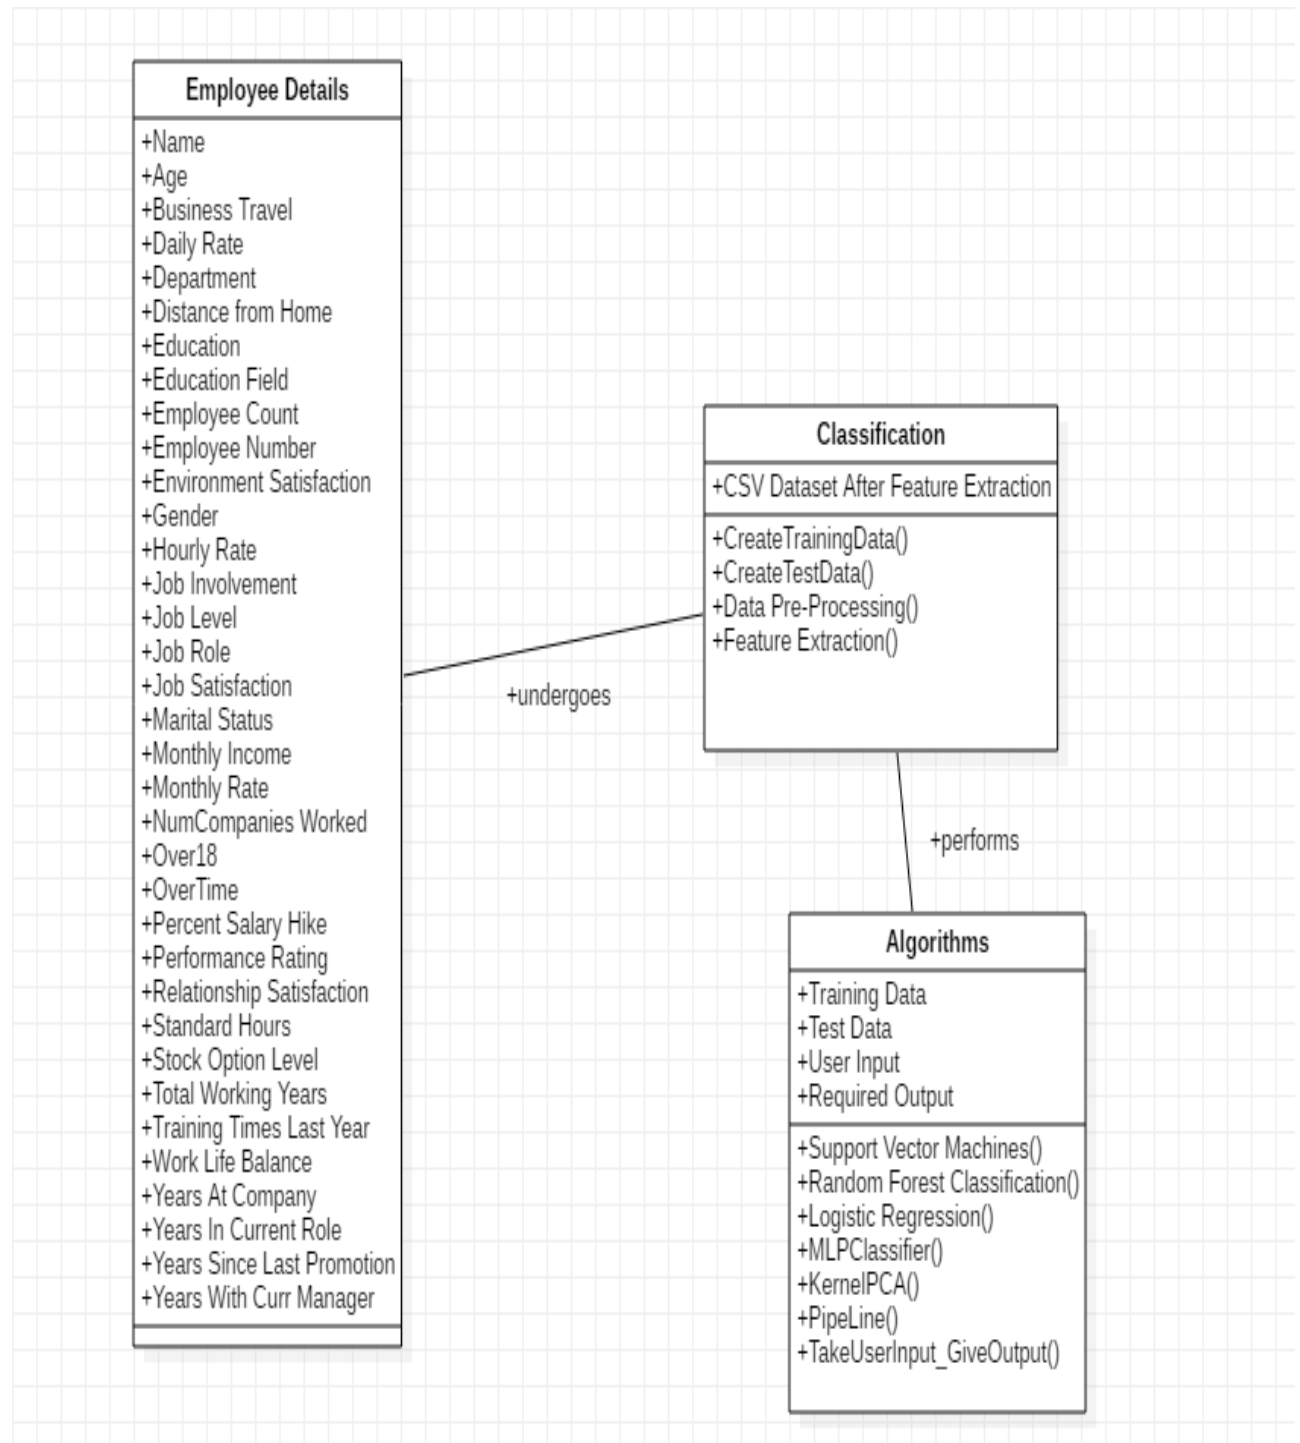 Employee Details
+Name
+Age
+Business Travel
+Daily Rate
+Department
+Distance from Home
+Education
+Education Field
+Employee Count
+Employee Number
+Environment Satisfaction
+Gender
+Hourly Rate
+Job Involvement
+Job Level
+Job Role
+Job Satisfaction
+Marital Status
+Monthly Income
+Monthly Rate
+NumCompanies Worked
+Over18
+OverTime
+Percent Salary Hike
+Performance Rating
+Relationship Satisfaction
+Standard Hours
+Stock Option Level
+Total Working Years
+Training Times Last Year
+Work Life Balance
+Years At Company
+Years In Current Role
+Years Since Last Promotion
+Years With Curr Manager
+undergoes
Classification
+CSV Dataset After Feature Extraction
+CreateTrainingData()
+CreateTestData()
+Data Pre-Processing()
+Feature Extraction()
+performs
Algorithms
+Training Data
+Test Data
+User Input
+Required Output
+Support Vector Machines()
+Random Forest Classification()
+Logistic Regression()
+MLPClassifier()
+KernelPCA()
+PipeLine()
+TakeUserInput_GiveOutput()